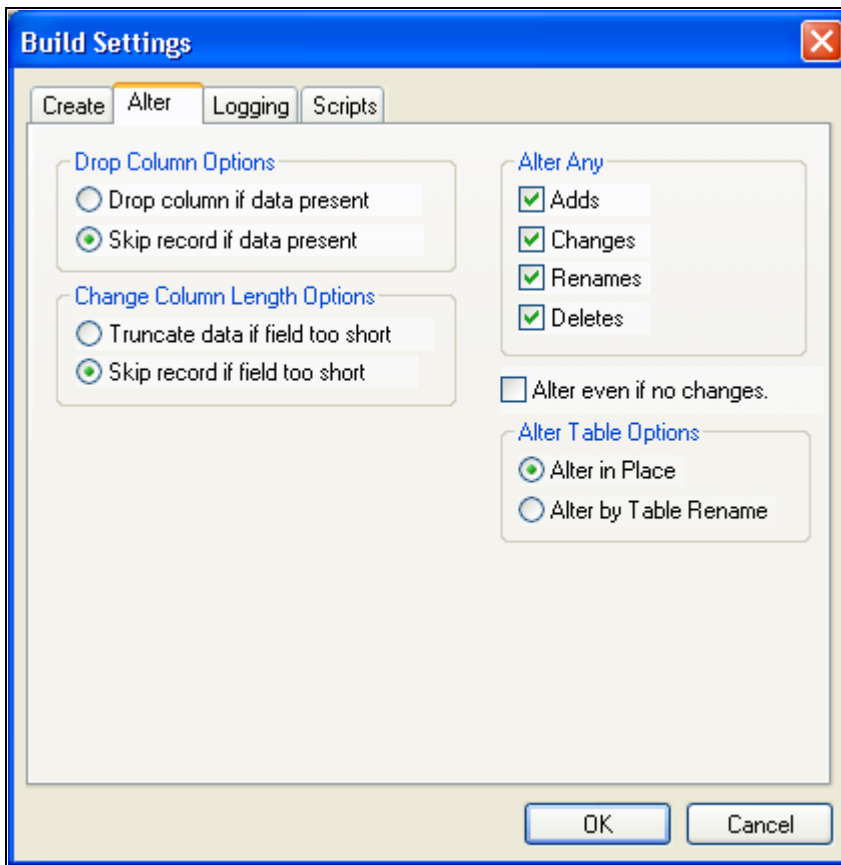 Build Settings
Create Alter Logging Scripts
Drop Column Options
Drop column if data present
Skip record if data present
Change Column Length Options
Truncate data if field too short
Skip record if field too short
Alter Any
Adds
Changes
Renames
Deletes
Alter even if no changes.
Alter Table Options
Alter in Place
Alter by Table Rename
OK Cancel